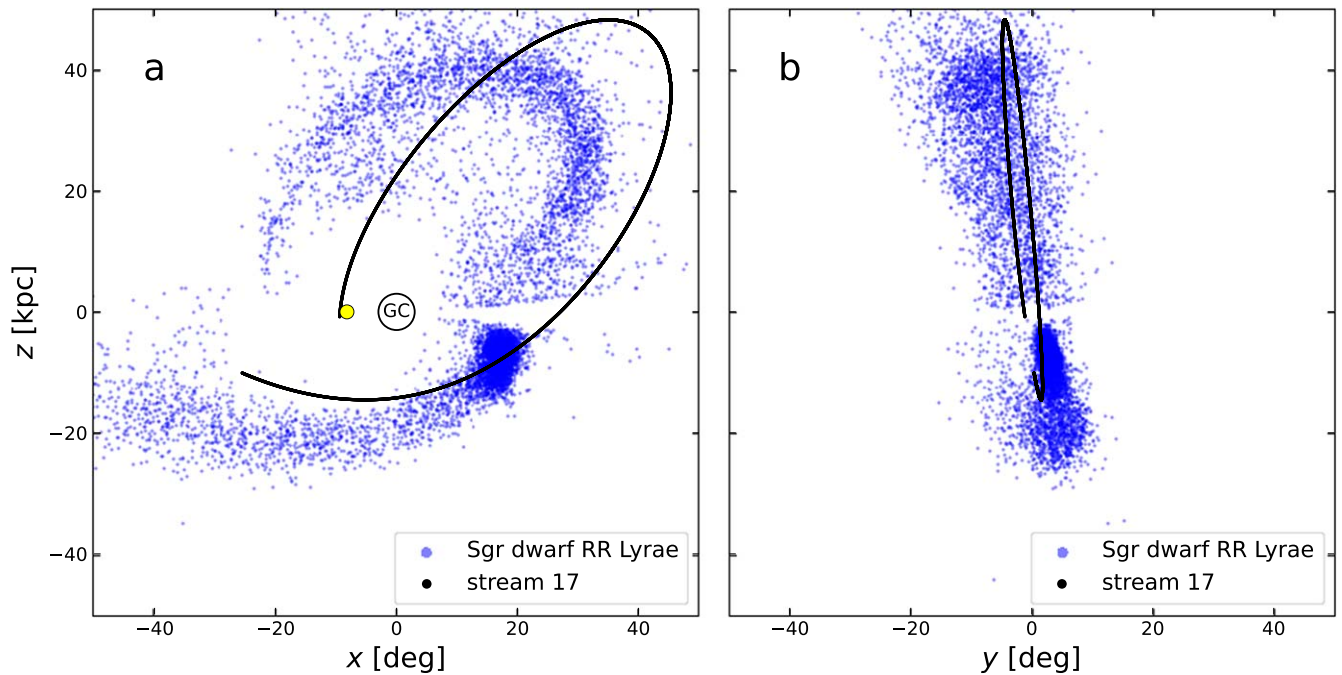 a
b
GC
40
20
0
−20
−40
z [kpc]
Sgr dwarf RR Lyrae
stream 17
Sgr dwarf RR Lyrae
stream 17
−40 −20 0 20 40
−40 −20 0 20 40
x [deg]
y [deg]